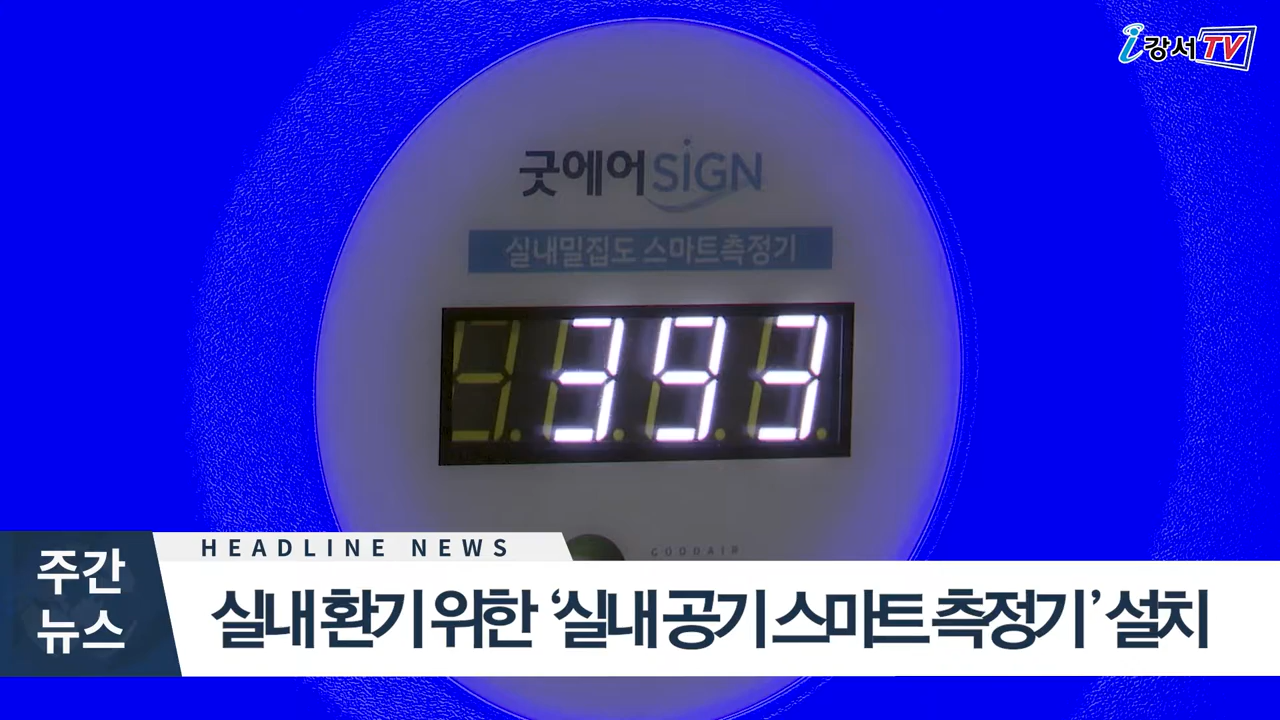 i강서TV
굿에어SiGN
실내밀집도 스마트측정기
393
GOODAIR
HEADLINE NEWS
주간
뉴스
실내 환기 위한 ‘실내 공기 스마트 측정기’ 설치